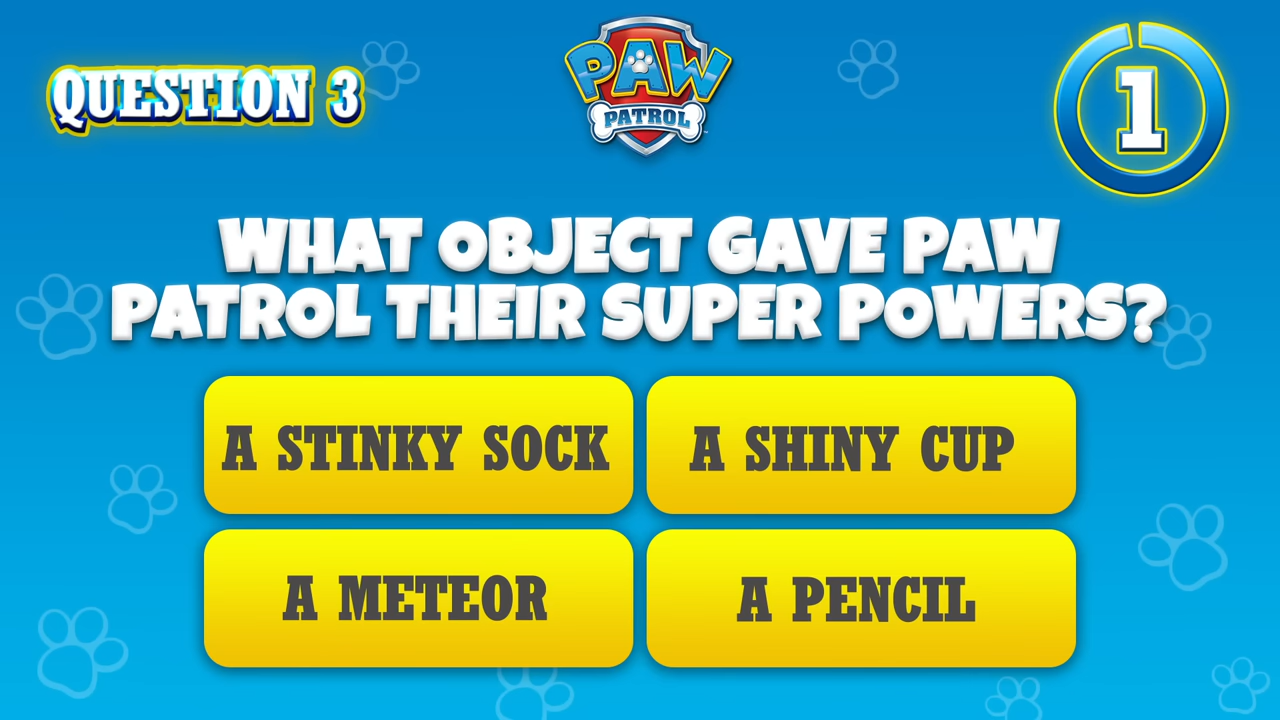 QUESTION 3
PAW
PATROL
1
WHAT OBJECT GAVE PAW
PATROL THEIR SUPER POWERS?
A STINKY SOCK
A SHINY CUP
A METEOR
A PENCIL